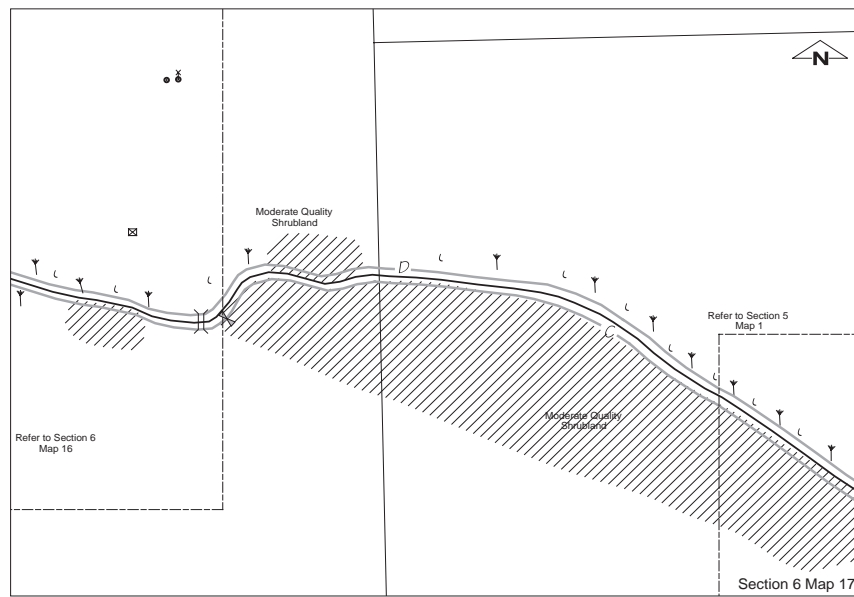 N
Moderate Quality
Shrubland
D
C
Refer to Section 5
Map 1
Moderate Quality
Shrubland
Refer to Section 6
Map 16
Section 6 Map 17